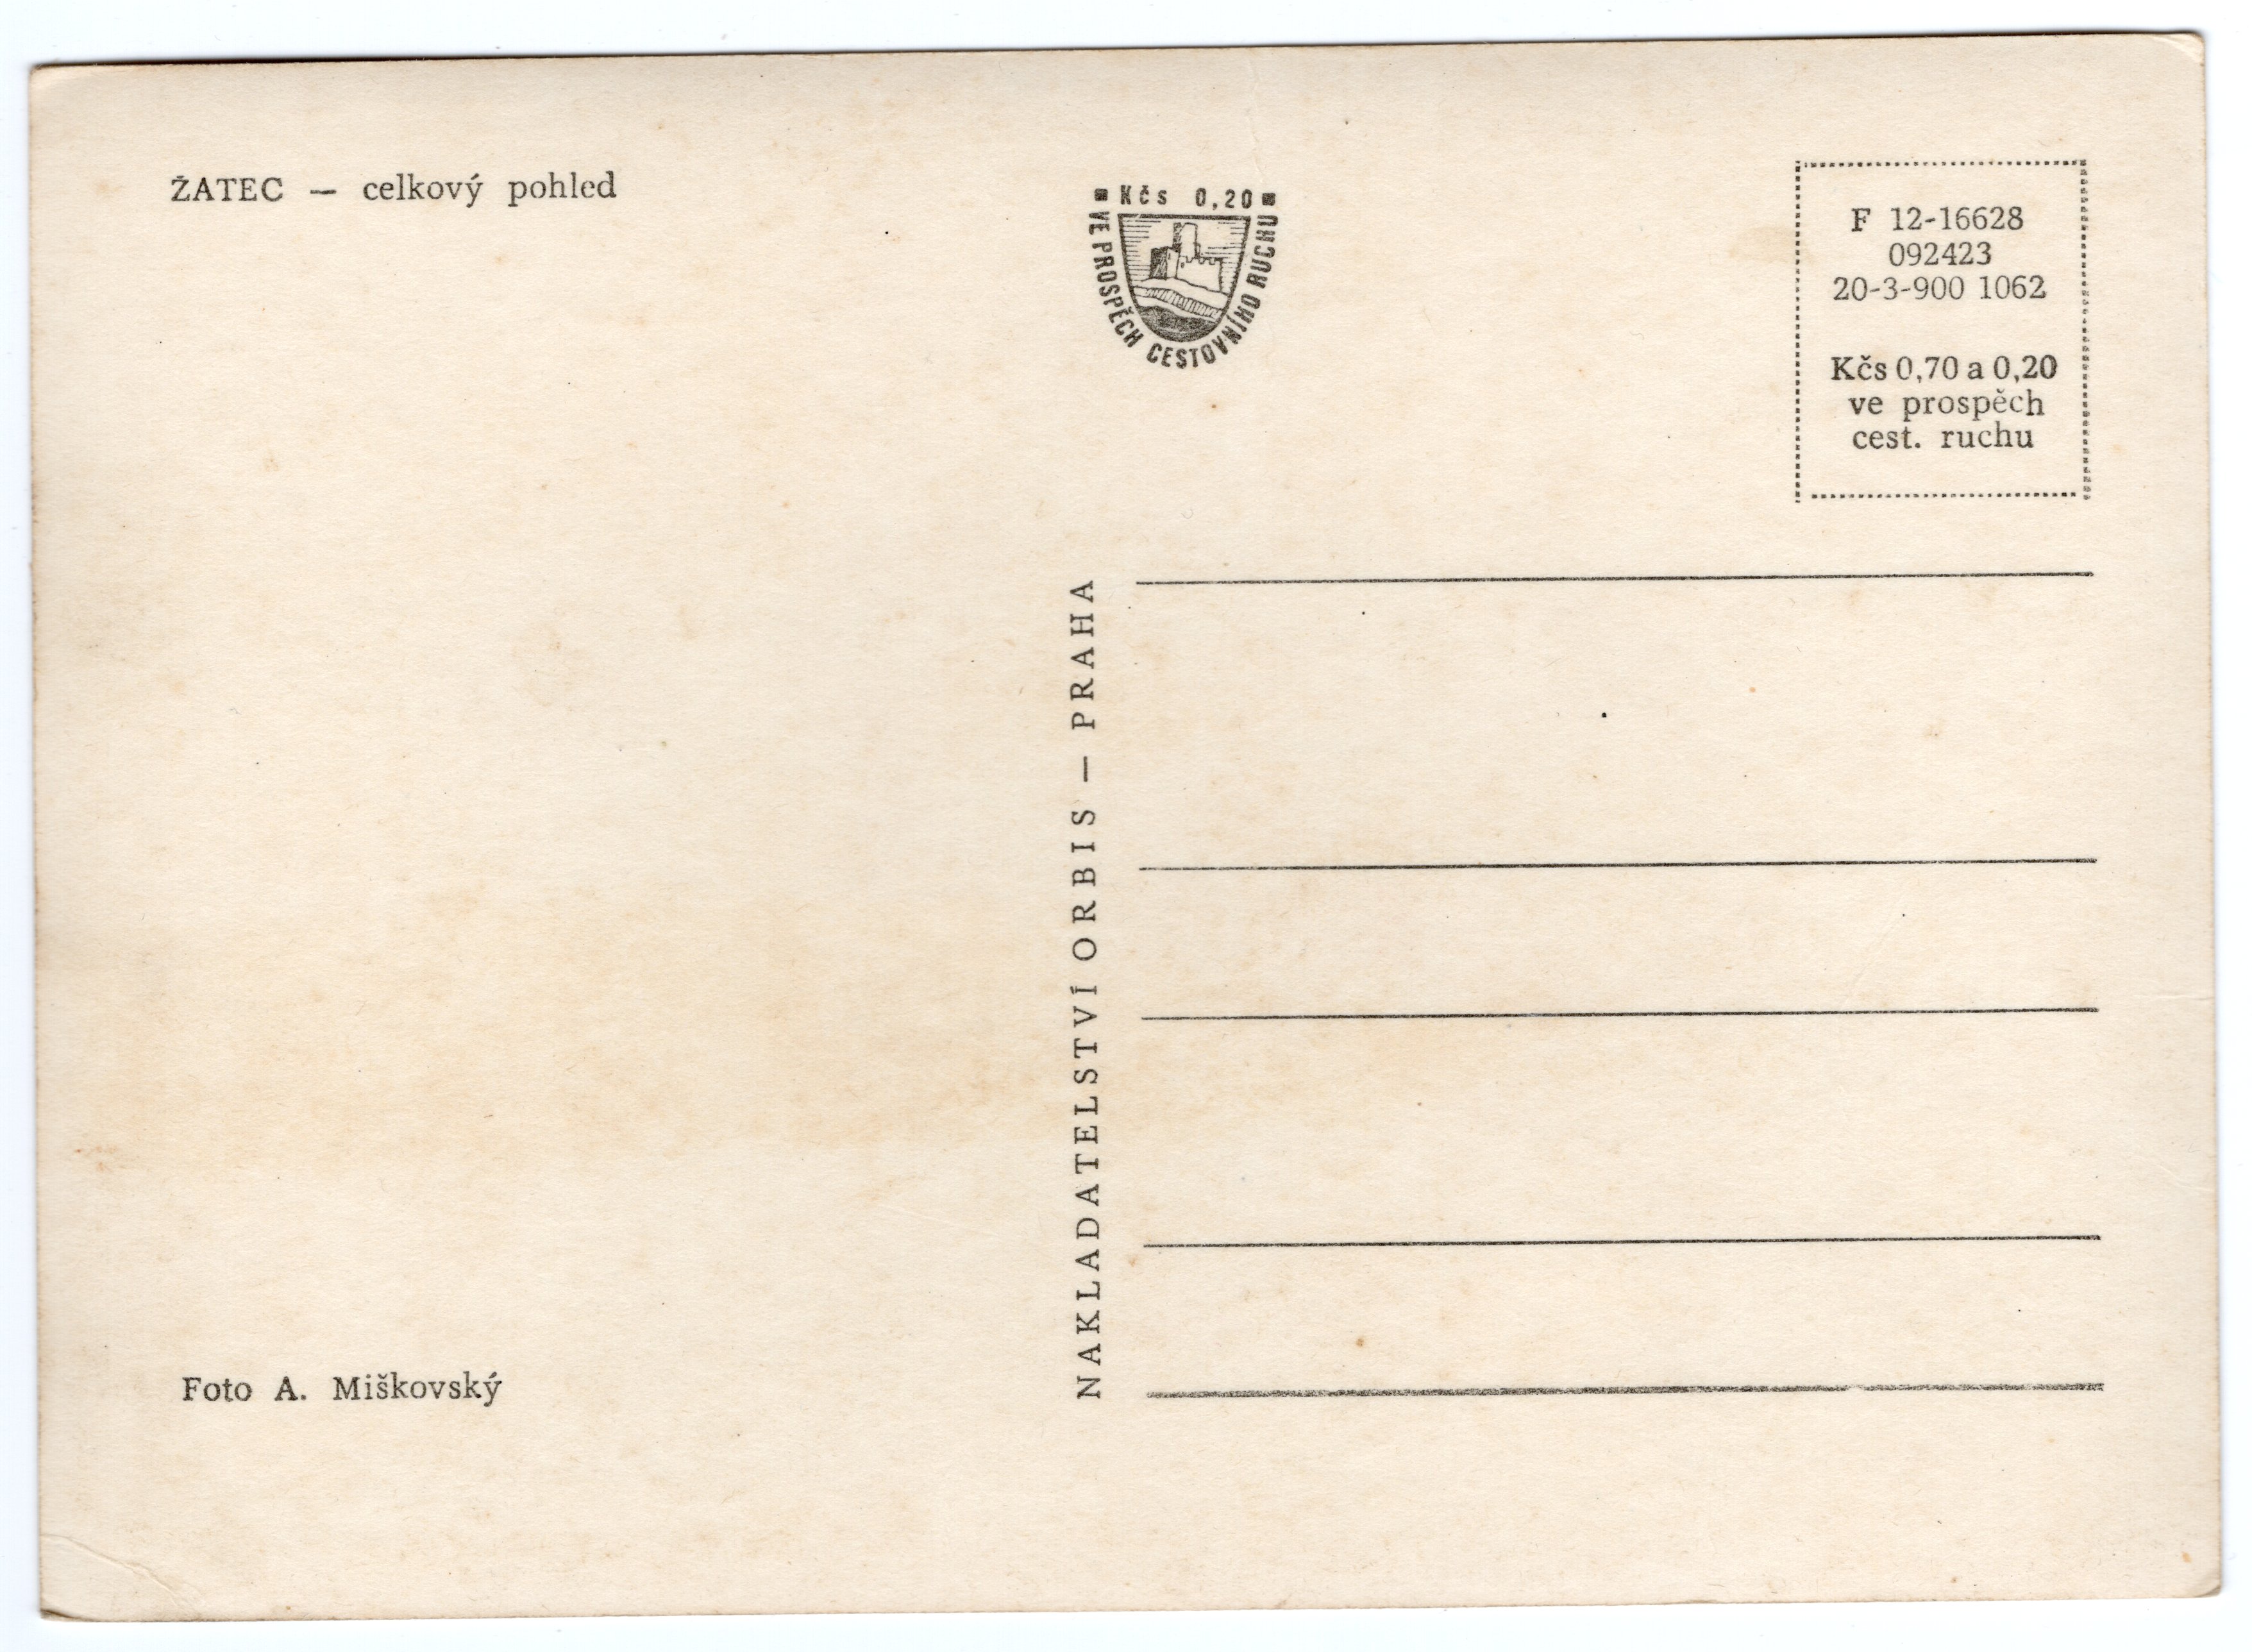 ŽATEC — celkový pohled
Kčs 0,20
VE PROSPĚCH CESTOVNÍHO RUCHU
F 12-16628
092423
20-3-900 1062
Kčs 0,70 a 0,20
ve prospěch
cest. ruchu
NAKLADATELSTVÍ ORBIS — PRAHA
Foto A. Miškovský